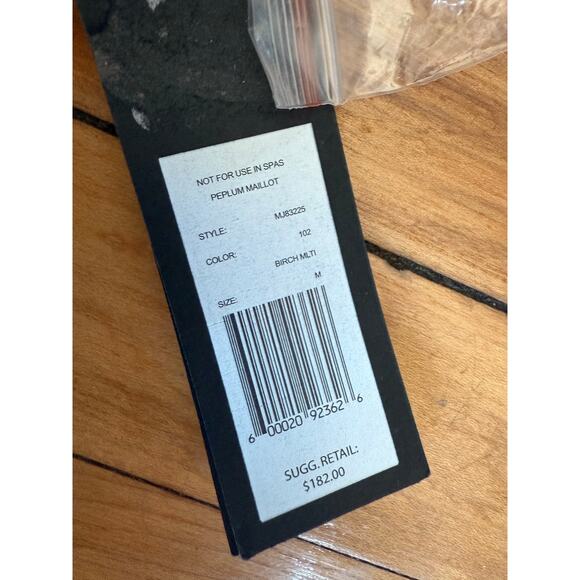 NOT FOR USE IN SPAS
PEPLUM MAILLOT
STYLE: MJ83225
COLOR: 102
BIRCH MLTI
SIZE: M
6 00020 92362 6
SUGG. RETAIL:
$182.00